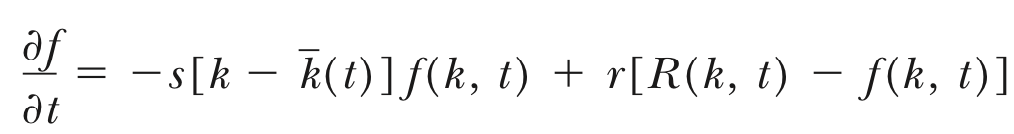 ∂f/∂t = −s[k − k̄(t)]f(k, t) + r[R(k, t) − f(k, t)]